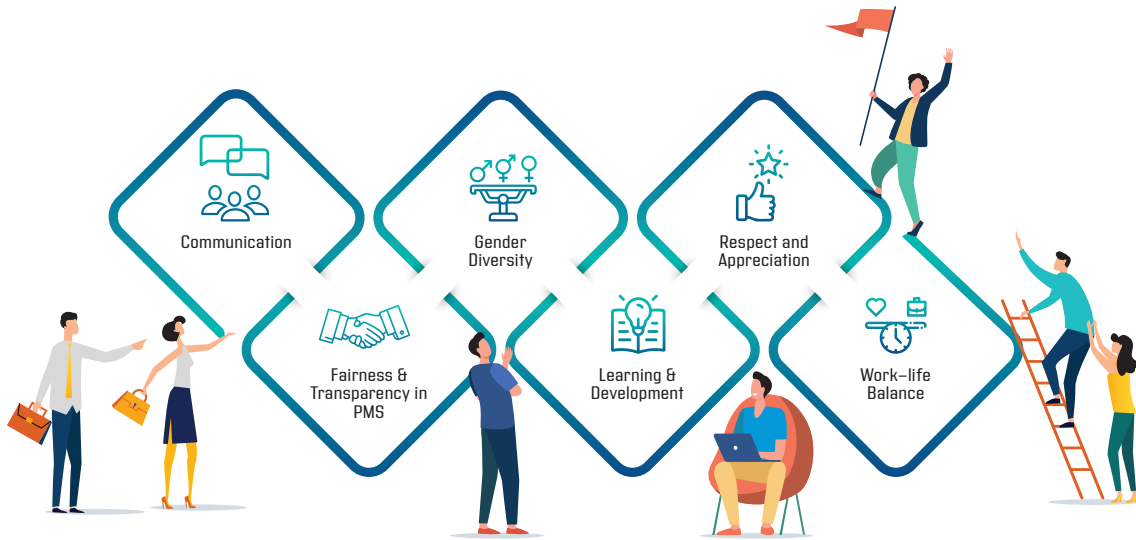 Communication
Fairness &
Transparency in
PMS
Gender
Diversity
Learning &
Development
Respect and
Appreciation
Work–life
Balance